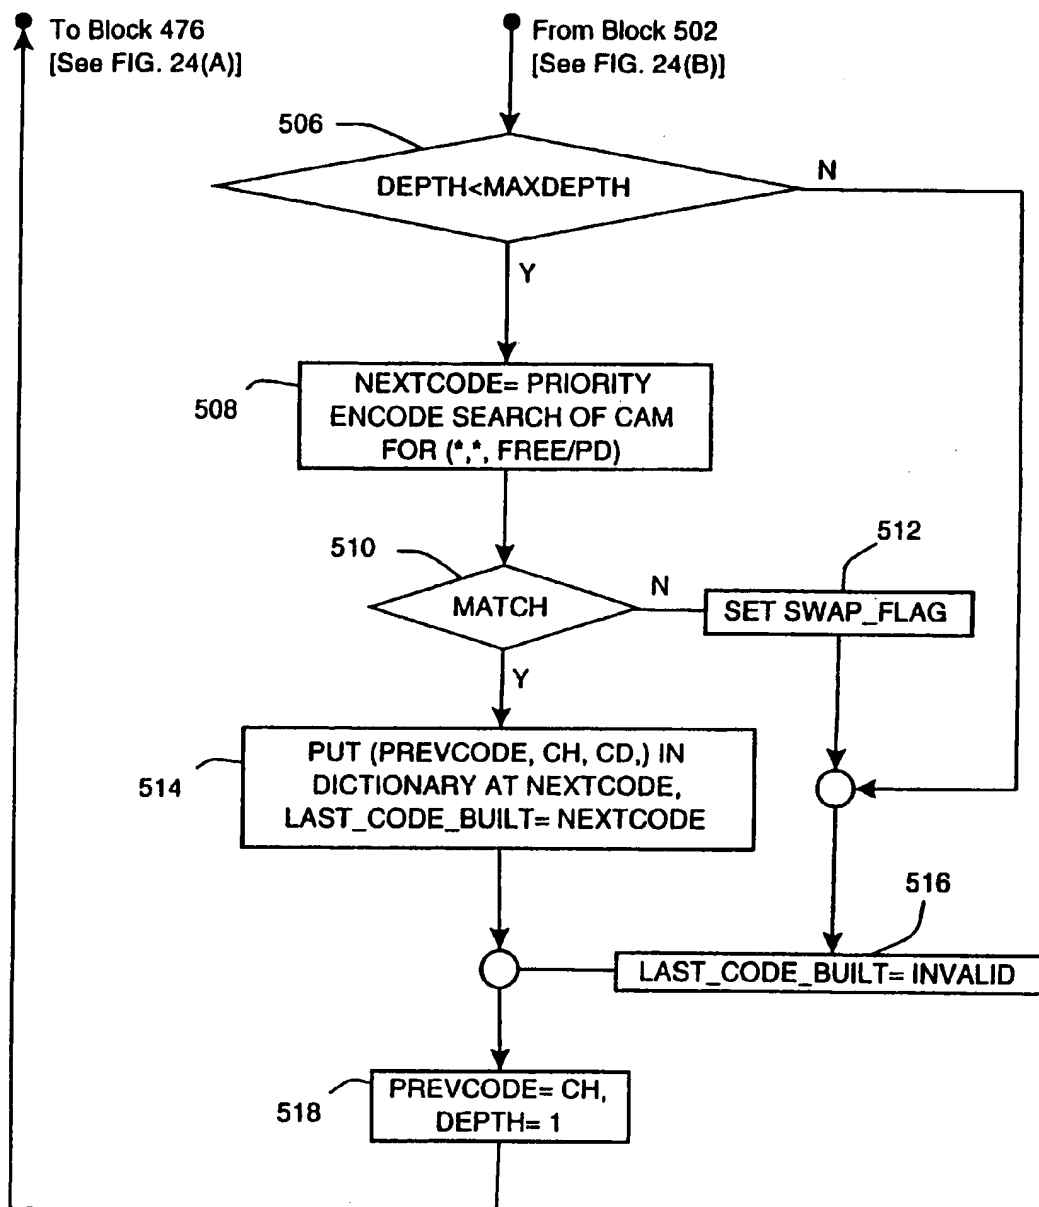 To Block 476
[See FIG. 24(A)]
From Block 502
[See FIG. 24(B)]
506
DEPTH<MAXDEPTH
N
Y
508
NEXTCODE= PRIORITY
ENCODE SEARCH OF CAM
FOR (*,*, FREE/PD)
510
MATCH
N
512
SET SWAP_FLAG
Y
514
PUT (PREVCODE, CH, CD,) IN
DICTIONARY AT NEXTCODE,
LAST_CODE_BUILT= NEXTCODE
516
LAST_CODE_BUILT= INVALID
518
PREVCODE= CH,
DEPTH= 1